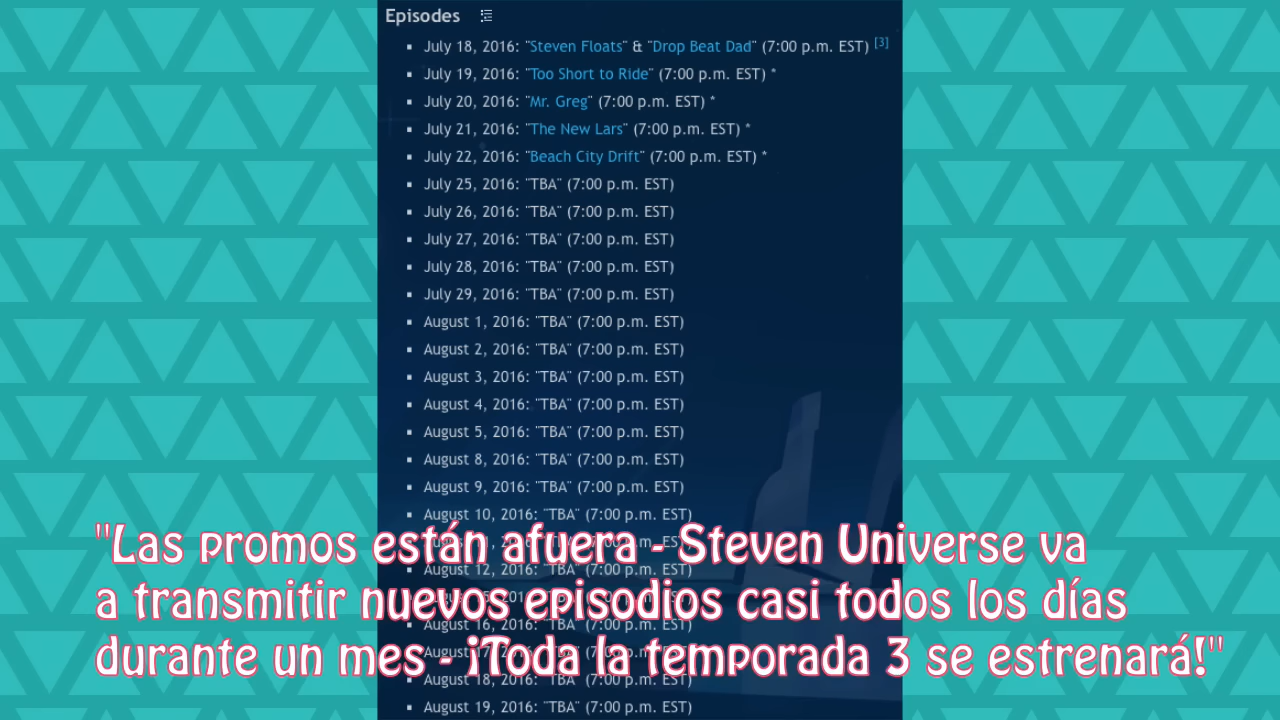 Episodes
▪ July 18, 2016: "Steven Floats" & "Drop Beat Dad" (7:00 p.m. EST) [3]
▪ July 19, 2016: "Too Short to Ride" (7:00 p.m. EST) *
▪ July 20, 2016: "Mr. Greg" (7:00 p.m. EST) *
▪ July 21, 2016: "The New Lars" (7:00 p.m. EST) *
▪ July 22, 2016: "Beach City Drift" (7:00 p.m. EST) *
▪ July 25, 2016: "TBA" (7:00 p.m. EST)
▪ July 26, 2016: "TBA" (7:00 p.m. EST)
▪ July 27, 2016: "TBA" (7:00 p.m. EST)
▪ July 28, 2016: "TBA" (7:00 p.m. EST)
▪ July 29, 2016: "TBA" (7:00 p.m. EST)
▪ August 1, 2016: "TBA" (7:00 p.m. EST)
▪ August 2, 2016: "TBA" (7:00 p.m. EST)
▪ August 3, 2016: "TBA" (7:00 p.m. EST)
▪ August 4, 2016: "TBA" (7:00 p.m. EST)
▪ August 5, 2016: "TBA" (7:00 p.m. EST)
▪ August 8, 2016: "TBA" (7:00 p.m. EST)
▪ August 9, 2016: "TBA" (7:00 p.m. EST)
▪ August 10, 2016: "TBA" (7:00 p.m. EST)
"Las promos están afuera - Steven Universe va
▪ August 12, 2016: "TBA" (7:00 p.m. EST)
a transmitir nuevos episodios casi todos los días
▪ August 16, 2016: "TBA" (7:00 p.m. EST)
durante un mes - ¡Toda la temporada 3 se estrenará!"
▪ August 18, 2016: "TBA" (7:00 p.m. EST)
▪ August 19, 2016: "TBA" (7:00 p.m. EST)